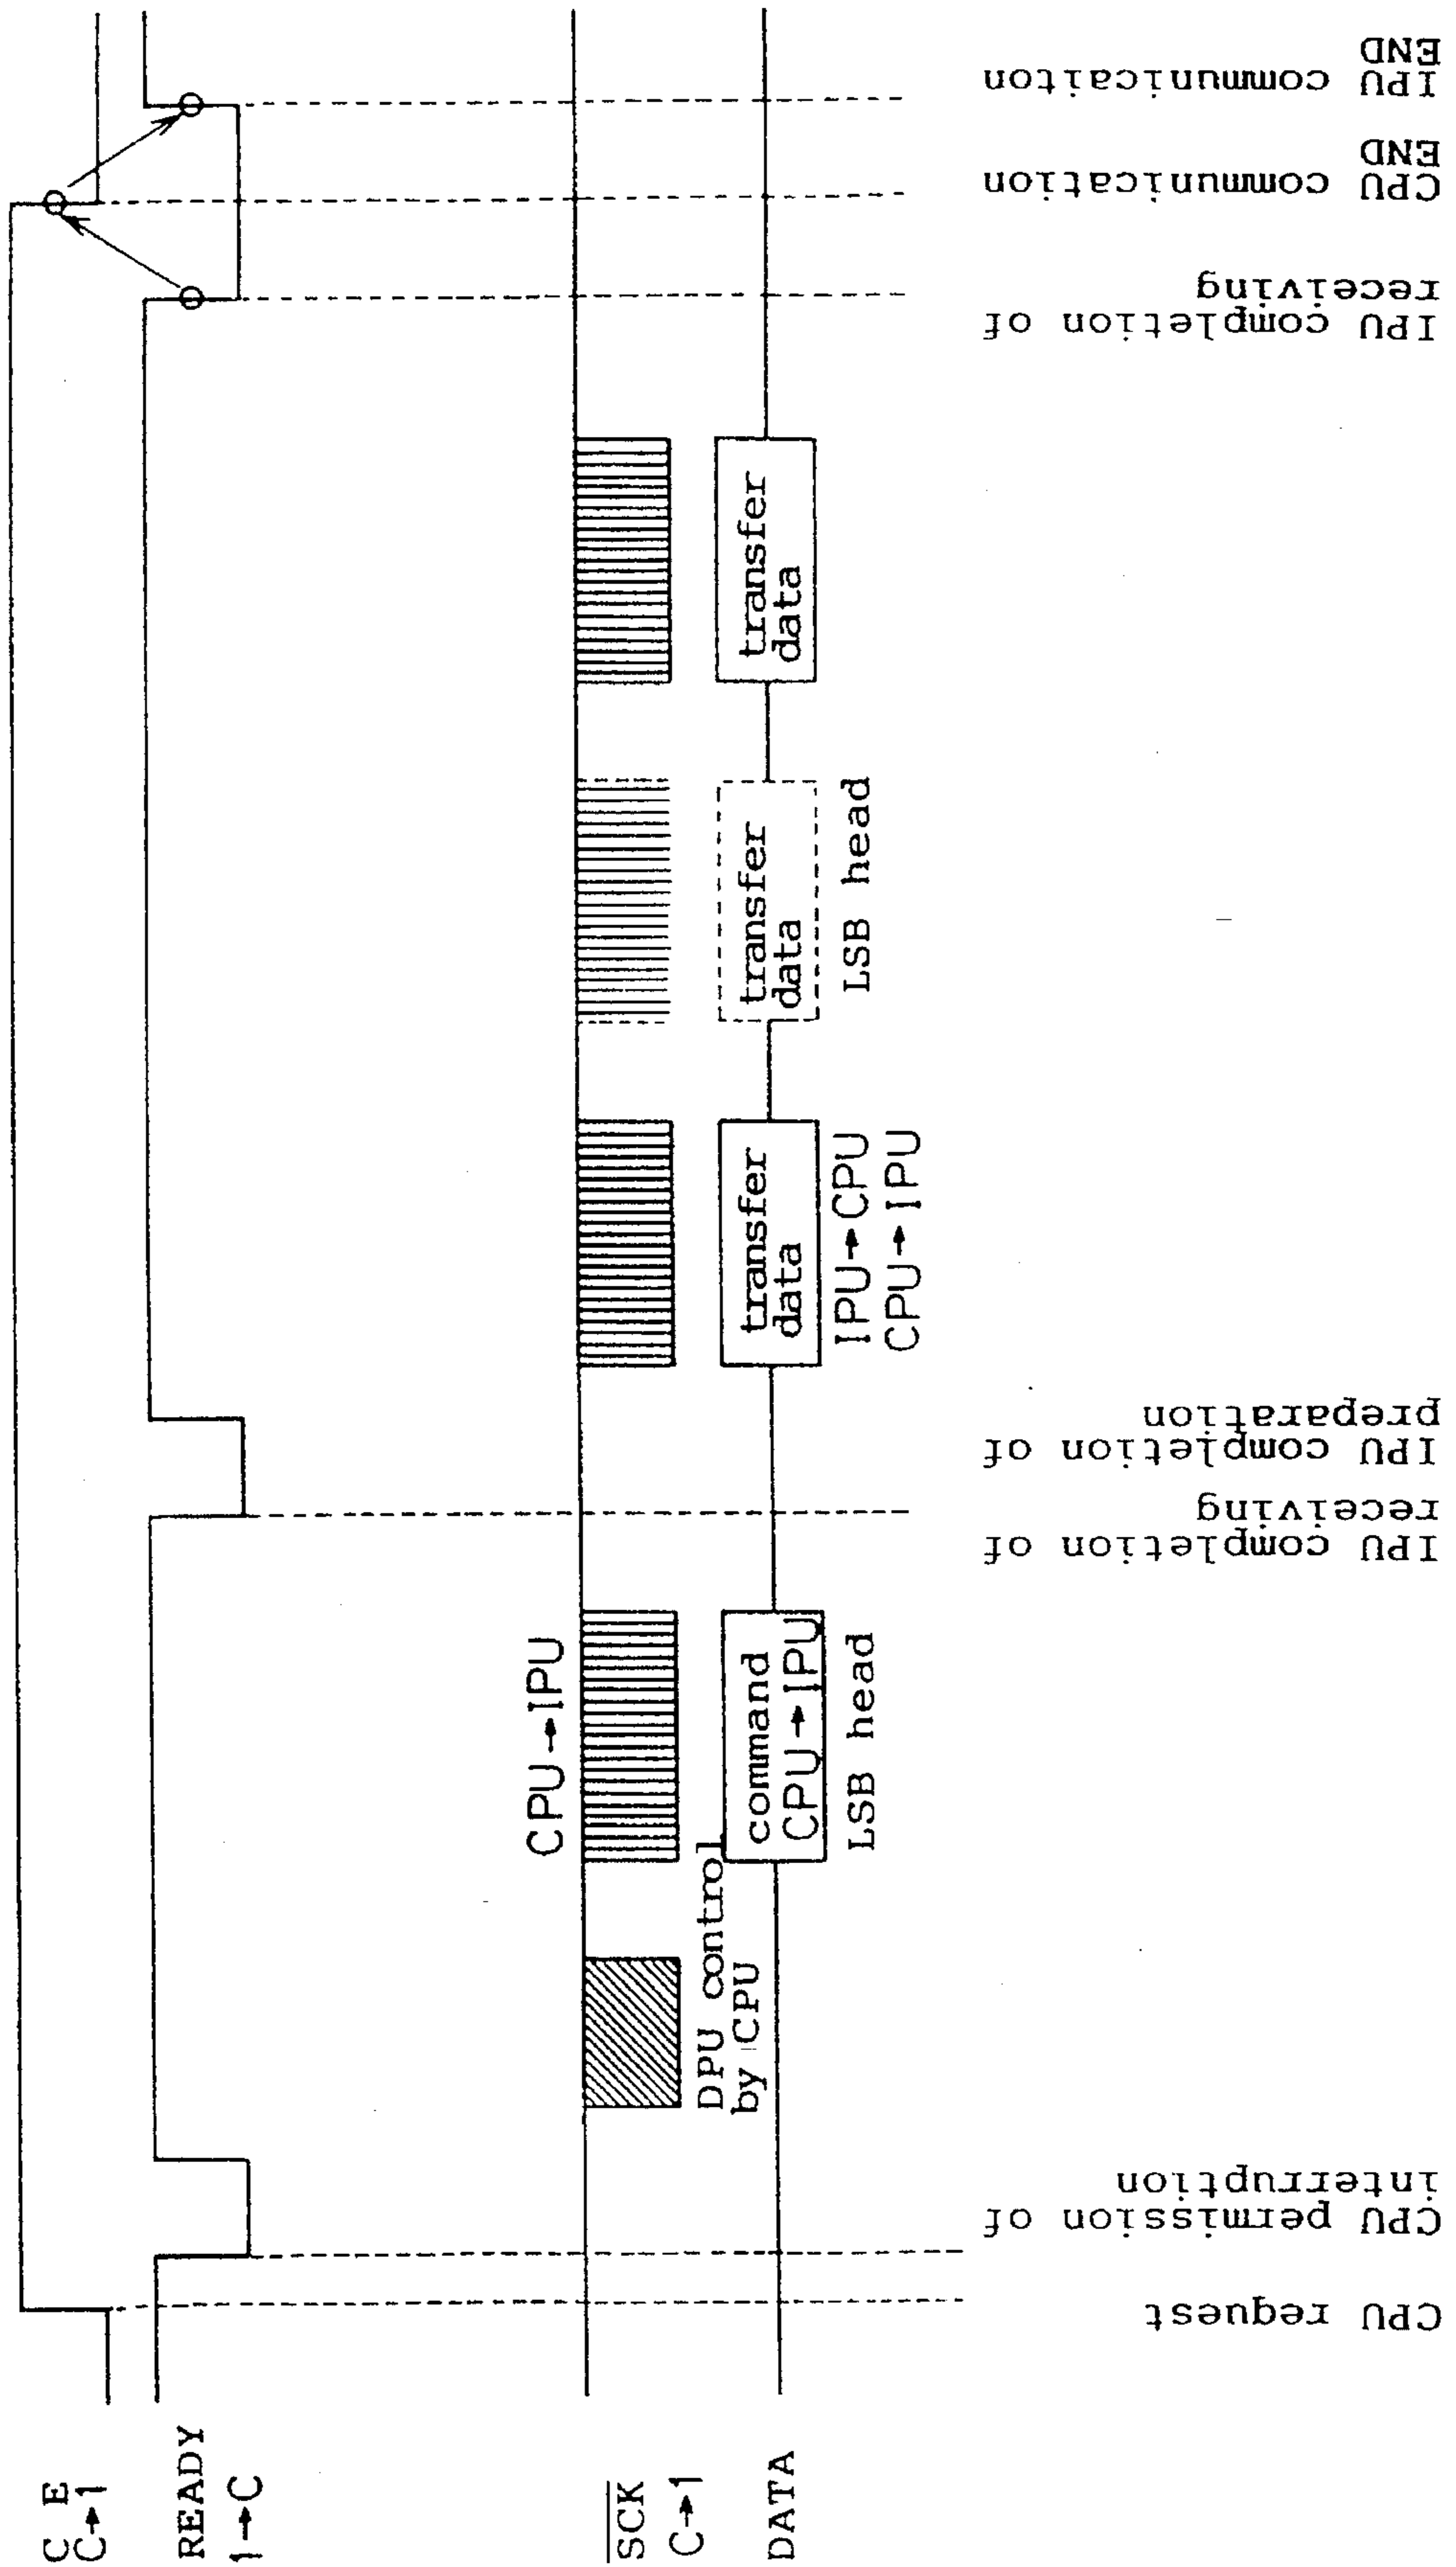 C E
C→1
READY
1→C
SCK
C→1
DATA
CPU→IPU
DPU control
by CPU
command
CPU→IPU
LSB head
transfer
data
IPU→CPU
CPU→IPU
transfer
data
LSB head
transfer
data
CPU request
CPU permission of
interruption
IPU completion of
receiving
IPU completion of
preparation
IPU completion of
receiving
CPU communication
END
IPU communicaiton
END